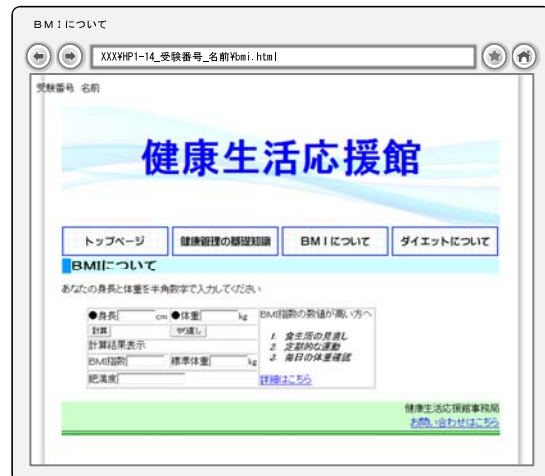 BMIについて
XXX¥HP1-14_受験番号_名前¥bmi.html
受験番号 名前
健康生活応援館
トップページ 健康管理の基礎知識 BMIについて ダイエットについて
BMIについて
あなたの身長と体重を半角数字で入力してください
●身長 cm ●体重 kg
計算 やり直し
計算結果表示
BMI指数 標準体重 kg
肥満度
BMI指数の数値が高い方へ
1. 食生活の見直し
2. 定期的な運動
3. 毎日の体重確認
詳細はこちら
健康生活応援館事務局
お問い合わせはこちら